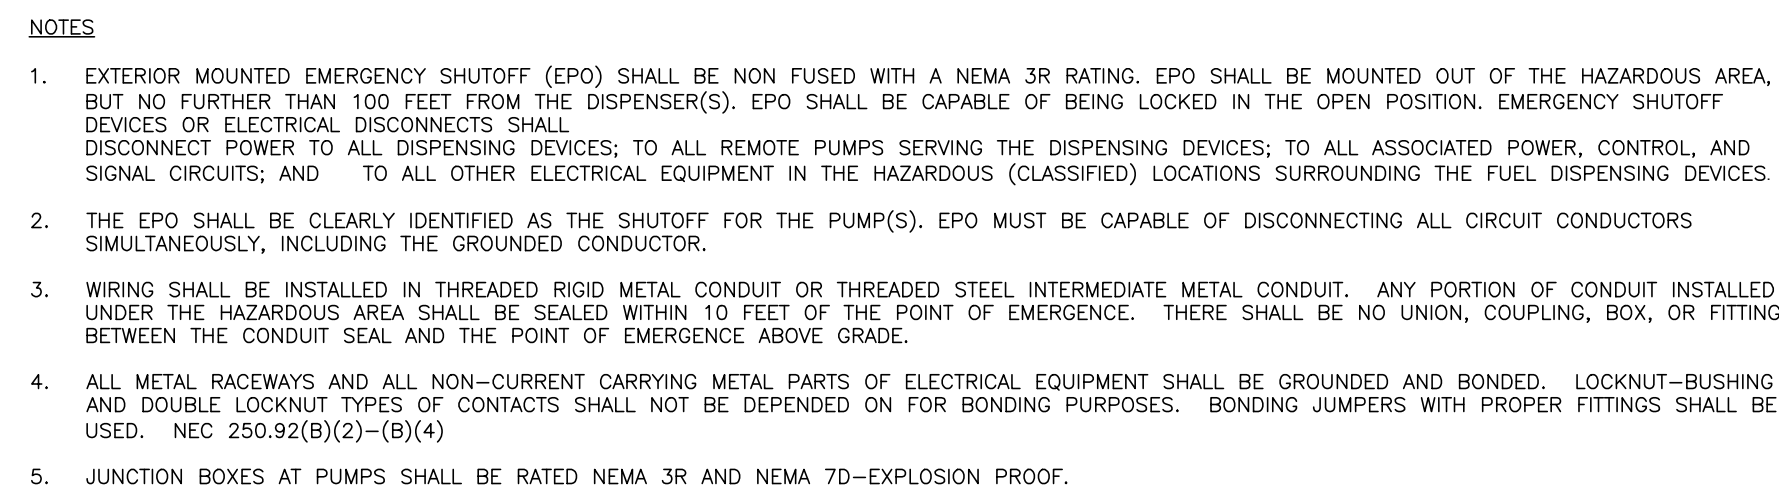 NOTES
1. EXTERIOR MOUNTED EMERGENCY SHUTOFF (EPO) SHALL BE NON FUSED WITH A NEMA 3R RATING. EPO SHALL BE MOUNTED OUT OF THE HAZARDOUS AREA,
BUT NO FURTHER THAN 100 FEET FROM THE DISPENSER(S). EPO SHALL BE CAPABLE OF BEING LOCKED IN THE OPEN POSITION. EMERGENCY SHUTOFF
DEVICES OR ELECTRICAL DISCONNECTS SHALL
DISCONNECT POWER TO ALL DISPENSING DEVICES; TO ALL REMOTE PUMPS SERVING THE DISPENSING DEVICES; TO ALL ASSOCIATED POWER, CONTROL, AND
SIGNAL CIRCUITS; AND TO ALL OTHER ELECTRICAL EQUIPMENT IN THE HAZARDOUS (CLASSIFIED) LOCATIONS SURROUNDING THE FUEL DISPENSING DEVICES.
2. THE EPO SHALL BE CLEARLY IDENTIFIED AS THE SHUTOFF FOR THE PUMP(S). EPO MUST BE CAPABLE OF DISCONNECTING ALL CIRCUIT CONDUCTORS
SIMULTANEOUSLY, INCLUDING THE GROUNDED CONDUCTOR.
3. WIRING SHALL BE INSTALLED IN THREADED RIGID METAL CONDUIT OR THREADED STEEL INTERMEDIATE METAL CONDUIT. ANY PORTION OF CONDUIT INSTALLED
UNDER THE HAZARDOUS AREA SHALL BE SEALED WITHIN 10 FEET OF THE POINT OF EMERGENCE. THERE SHALL BE NO UNION, COUPLING, BOX, OR FITTING
BETWEEN THE CONDUIT SEAL AND THE POINT OF EMERGENCE ABOVE GRADE.
4. ALL METAL RACEWAYS AND ALL NON-CURRENT CARRYING METAL PARTS OF ELECTRICAL EQUIPMENT SHALL BE GROUNDED AND BONDED. LOCKNUT-BUSHING
AND DOUBLE LOCKNUT TYPES OF CONTACTS SHALL NOT BE DEPENDED ON FOR BONDING PURPOSES. BONDING JUMPERS WITH PROPER FITTINGS SHALL BE
USED. NEC 250.92(B)(2)-(B)(4)
5. JUNCTION BOXES AT PUMPS SHALL BE RATED NEMA 3R AND NEMA 7D-EXPLOSION PROOF.